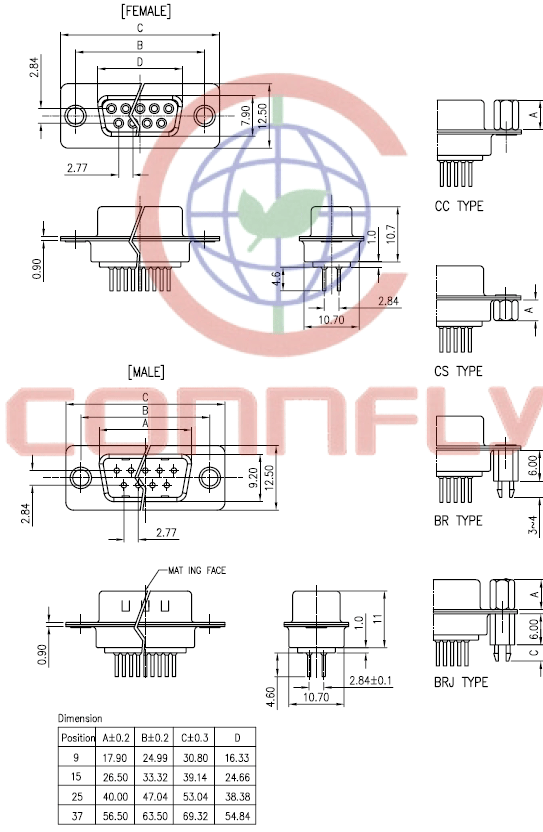 [FEMALE]
C
B
D
2.84
7.90
12.50
2.77
A
CC TYPE
0.90
4.6
1.0
10.7
2.84
10.70
A
CS TYPE
[MALE]
CONNFLY
C
B
A
2.84
9.20
12.50
2.77
6.00
3~4
BR TYPE
MAT ING FACE
0.90
1.0
11
4.60
2.84±0.1
10.70
A
6.00
C
BRJ TYPE
Dimension
Position A±0.2 B±0.2 C±0.3 D
9 17.90 24.99 30.80 16.33
15 26.50 33.32 39.14 24.66
25 40.00 47.04 53.04 38.38
37 56.50 63.50 69.32 54.84